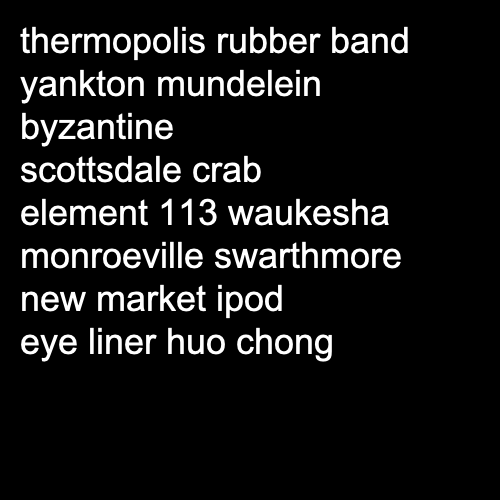 thermopolis rubber band
yankton mundelein
byzantine
scottsdale crab
element 113 waukesha
monroeville swarthmore
new market ipod
eye liner huo chong